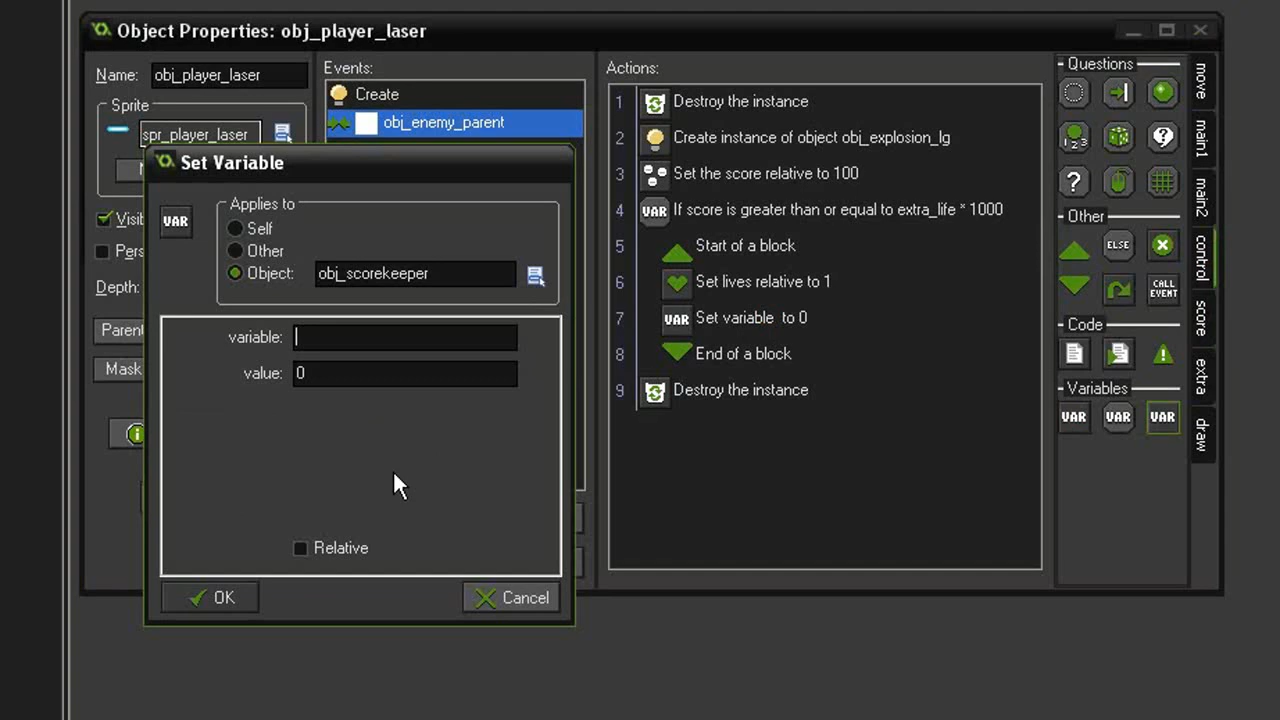 Object Properties: obj_player_laser
Name: obj_player_laser
Sprite
spr_player_laser
Visib
Pers
Depth:
Parent
Mask
Events:
Create
obj_enemy_parent
Set Variable
VAR
Applies to
Self
Other
Object: obj_scorekeeper
variable:
value: 0
Relative
OK
Cancel
Actions:
1 Destroy the instance
2 Create instance of object obj_explosion_lg
3 Set the score relative to 100
4 VAR If score is greater than or equal to extra_life * 1000
5 Start of a block
6 Set lives relative to 1
7 VAR Set variable  to 0
8 End of a block
9 Destroy the instance
Questions
1 2 3
?
?
Other
ELSE
CALL EVENT
Code
Variables
VAR VAR VAR
move
main1
main2
control
score
extra
draw